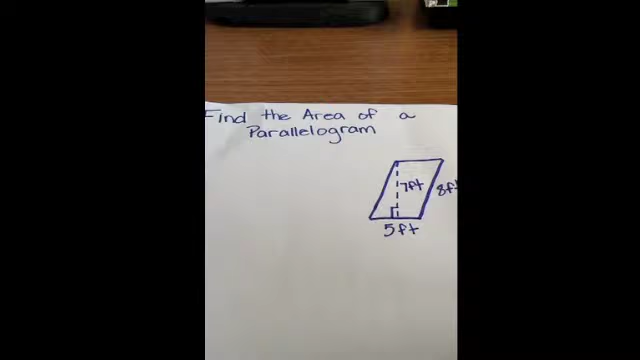 Find the Area of a
Parallelogram
7ft
8ft
5ft